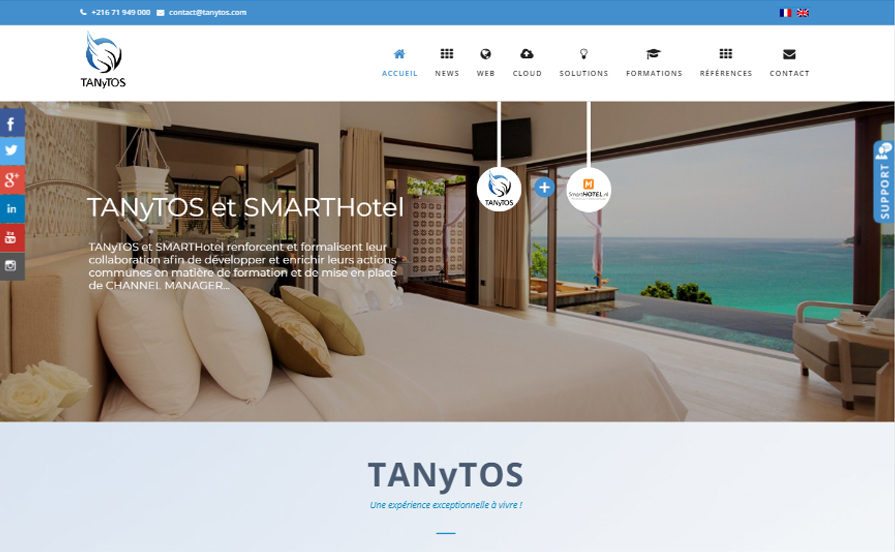 +216 71 949 000 contact@tanytos.com
TANyTOS
ACCUEIL NEWS WEB CLOUD SOLUTIONS FORMATIONS RÉFÉRENCES CONTACT
TANyTOS SmartHOTEL.nl
SUPPORT
TANyTOS et SMARTHotel
TANyTOS et SMARTHotel renforcent et formalisent leur
collaboration afin de développer et enrichir leurs actions
communes en matière de formation et de mise en place
de CHANNEL MANAGER...
TANyTOS
Une expérience exceptionnelle à vivre !